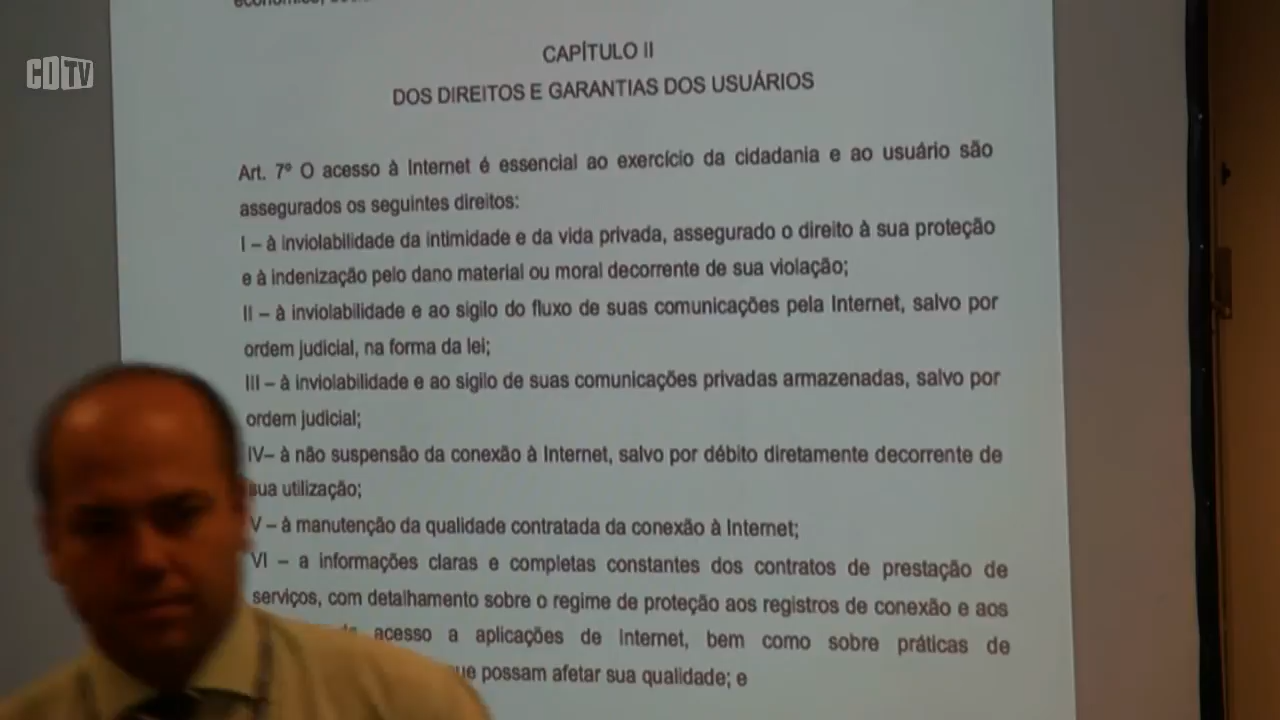 CDTV
CAPÍTULO II
DOS DIREITOS E GARANTIAS DOS USUÁRIOS
Art. 7º O acesso à Internet é essencial ao exercício da cidadania e ao usuário são
assegurados os seguintes direitos:
I – à inviolabilidade da intimidade e da vida privada, assegurado o direito à sua proteção
e à indenização pelo dano material ou moral decorrente de sua violação;
II – à inviolabilidade e ao sigilo do fluxo de suas comunicações pela Internet, salvo por
ordem judicial, na forma da lei;
III – à inviolabilidade e ao sigilo de suas comunicações privadas armazenadas, salvo por
ordem judicial;
IV– à não suspensão da conexão à Internet, salvo por débito diretamente decorrente de
sua utilização;
V – à manutenção da qualidade contratada da conexão à Internet;
VI – a informações claras e completas constantes dos contratos de prestação de
serviços, com detalhamento sobre o regime de proteção aos registros de conexão e aos
acesso a aplicações de Internet, bem como sobre práticas de
possam afetar sua qualidade; e